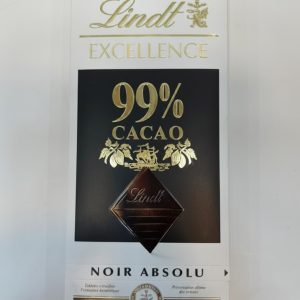 Lindt
EXCELLENCE
99%
CACAO
Lindt
NOIR ABSOLU